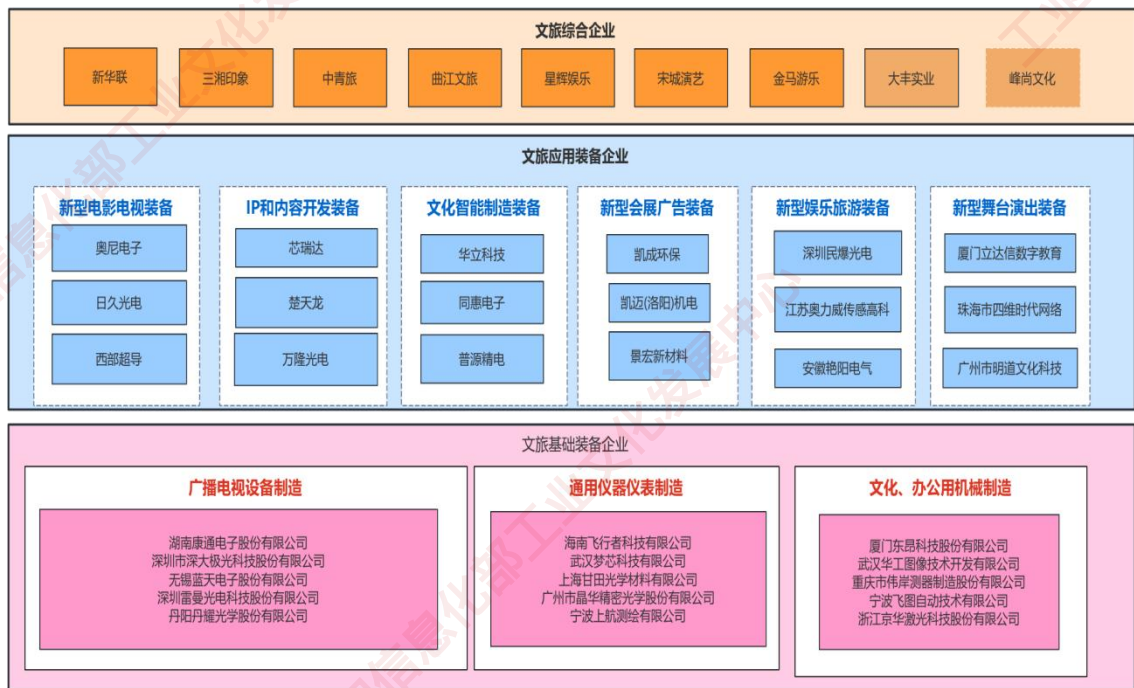 文旅综合企业
新华联
三湘印象
中青旅
曲江文旅
星辉娱乐
宋城演艺
金马游乐
大丰实业
峰尚文化
文旅应用装备企业
新型电影电视装备
奥尼电子
日久光电
西部超导
IP和内容开发装备
芯瑞达
楚天龙
万隆光电
文化智能制造装备
华立科技
同惠电子
普源精电
新型会展广告装备
凯成环保
凯迈(洛阳)机电
景宏新材料
新型娱乐旅游装备
深圳民爆光电
江苏奥力威传感高科
安徽艳阳电气
新型舞台演出装备
厦门立达信数字教育
珠海市四维时代网络
广州市明道文化科技
文旅基础装备企业
广播电视设备制造
湖南康通电子股份有限公司
深圳市深大极光科技股份有限公司
无锡蓝天电子股份有限公司
深圳雷曼光电科技股份有限公司
丹阳丹耀光学股份有限公司
通用仪器仪表制造
海南飞行者科技有限公司
武汉梦芯科技有限公司
上海甘田光学材料有限公司
广州市晶华精密光学股份有限公司
宁波上航测绘有限公司
文化、办公用机械制造
厦门东昂科技股份有限公司
武汉华工图像技术开发有限公司
重庆市伟岸测器制造股份有限公司
宁波飞图自动技术有限公司
浙江京华激光科技股份有限公司
信息化部工业文化发展中心